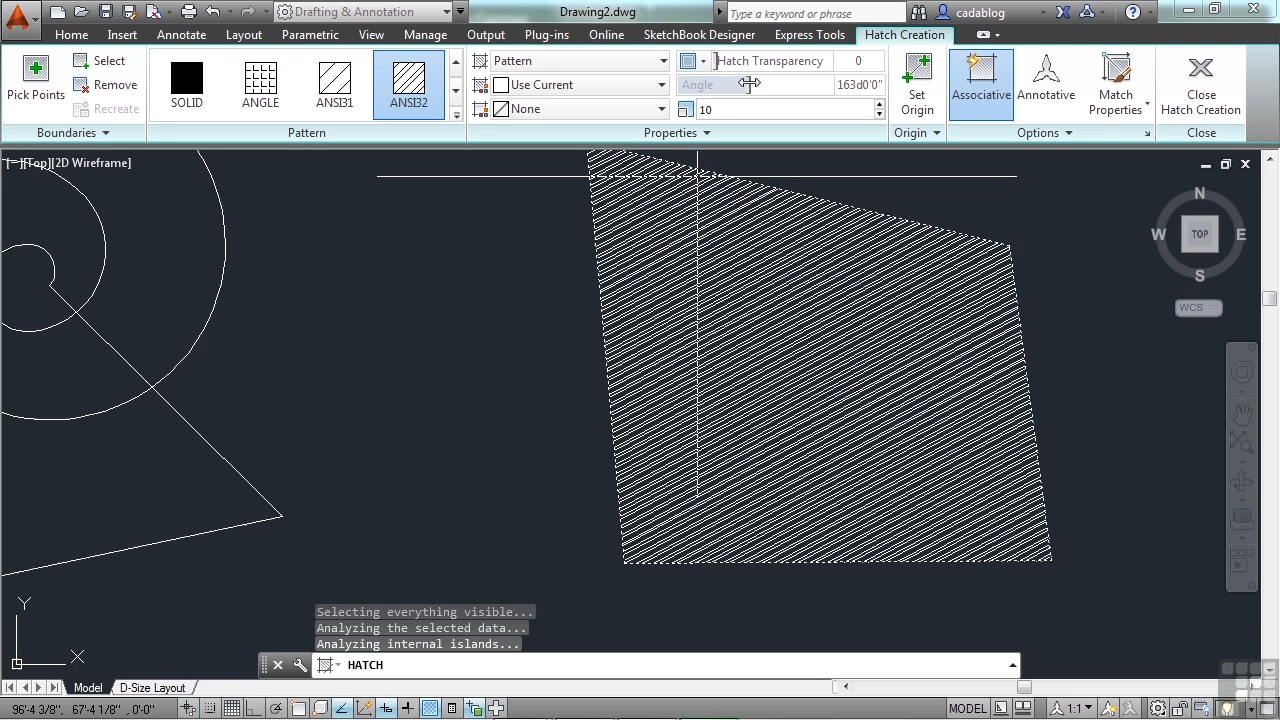 Drafting & Annotation Drawing2.dwg Type a keyword or phrase cadablog
Home Insert Annotate Layout Parametric View Manage Output Plug-ins Online SketchBook Designer Express Tools Hatch Creation
Pick Points
Select
Remove
Recreate
SOLID ANGLE ANSI1 ANSI2
Pattern
Use Current
None
Hatch Transparency 0
Angle 163d0'0"
10
Set Origin
Associative
Annotative
Match Properties
Close Hatch Creation
Boundaries Pattern Properties Origin Options Close
[−][Top][2D Wireframe]
N
W TOP E
S
WCS
Y
X
Selecting everything visible...
Analyzing the selected data...
Analyzing internal islands...
HATCH
Model D-Size Layout
96'-4 3/8", 67'-4 1/8" , 0'-0" MODEL 1:1